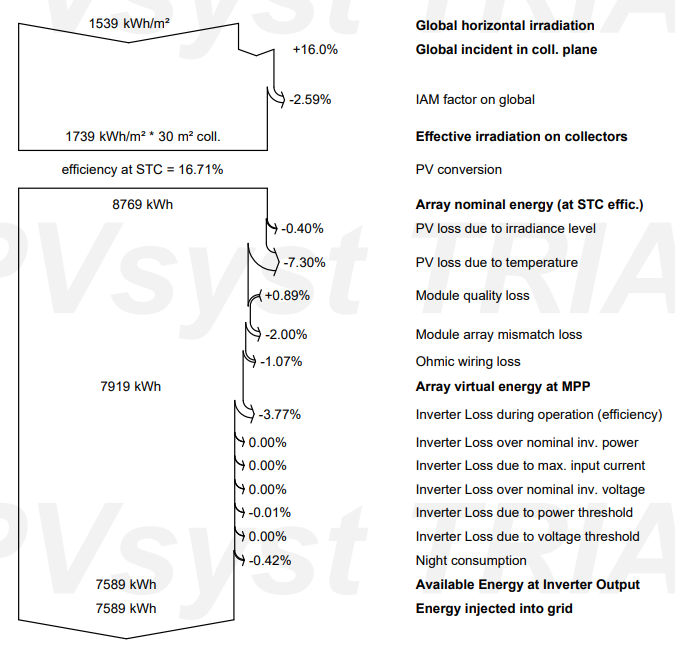 1539 kWh/m² Global horizontal irradiation
+16.0% Global incident in coll. plane
-2.59% IAM factor on global
1739 kWh/m² * 30 m² coll. Effective irradiation on collectors
efficiency at STC = 16.71% PV conversion
8769 kWh Array nominal energy (at STC effic.)
-0.40% PV loss due to irradiance level
-7.30% PV loss due to temperature
+0.89% Module quality loss
-2.00% Module array mismatch loss
-1.07% Ohmic wiring loss
7919 kWh Array virtual energy at MPP
-3.77% Inverter Loss during operation (efficiency)
0.00% Inverter Loss over nominal inv. power
0.00% Inverter Loss due to max. input current
0.00% Inverter Loss over nominal inv. voltage
-0.01% Inverter Loss due to power threshold
0.00% Inverter Loss due to voltage threshold
-0.42% Night consumption
7589 kWh Available Energy at Inverter Output
7589 kWh Energy injected into grid
PVsyst TRIA
PVsyst TRIA
PVsyst TRIA